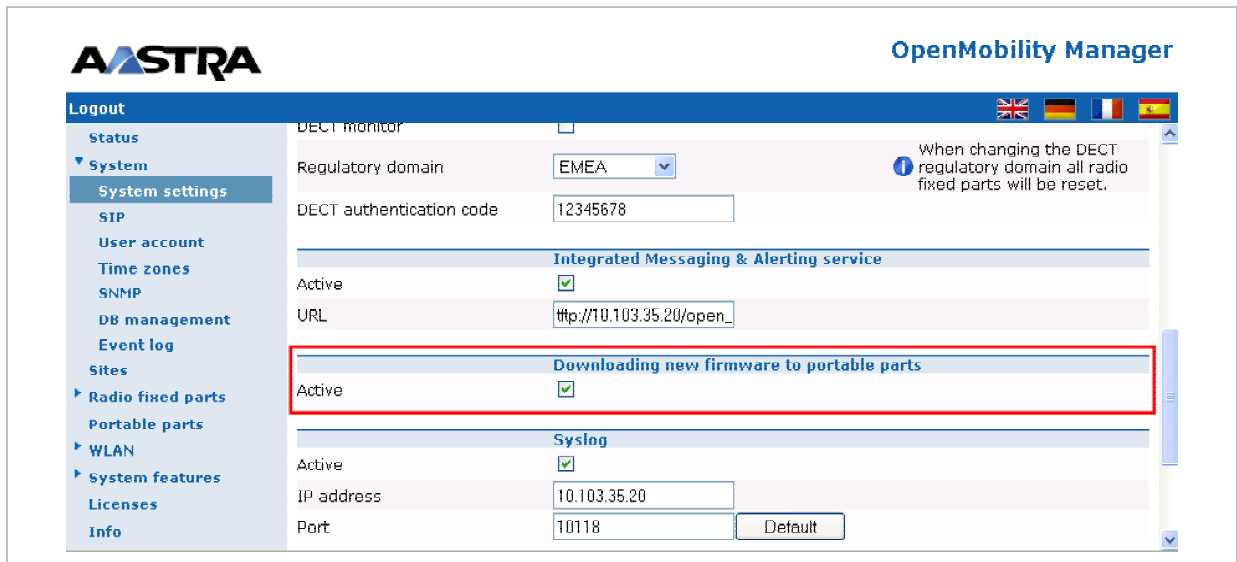 AASTRA
OpenMobility Manager
Logout
Status
System
System settings
SIP
User account
Time zones
SNMP
DB management
Event log
Sites
Radio fixed parts
Portable parts
WLAN
System features
Licenses
Info
DECT monitor
Regulatory domain
EMEA
When changing the DECT
regulatory domain all radio
fixed parts will be reset.
DECT authentication code
12345678
Integrated Messaging & Alerting service
Active
URL
tftp://10.103.35.20/open_
Downloading new firmware to portable parts
Active
Syslog
Active
IP address
10.103.35.20
Port
10118
Default